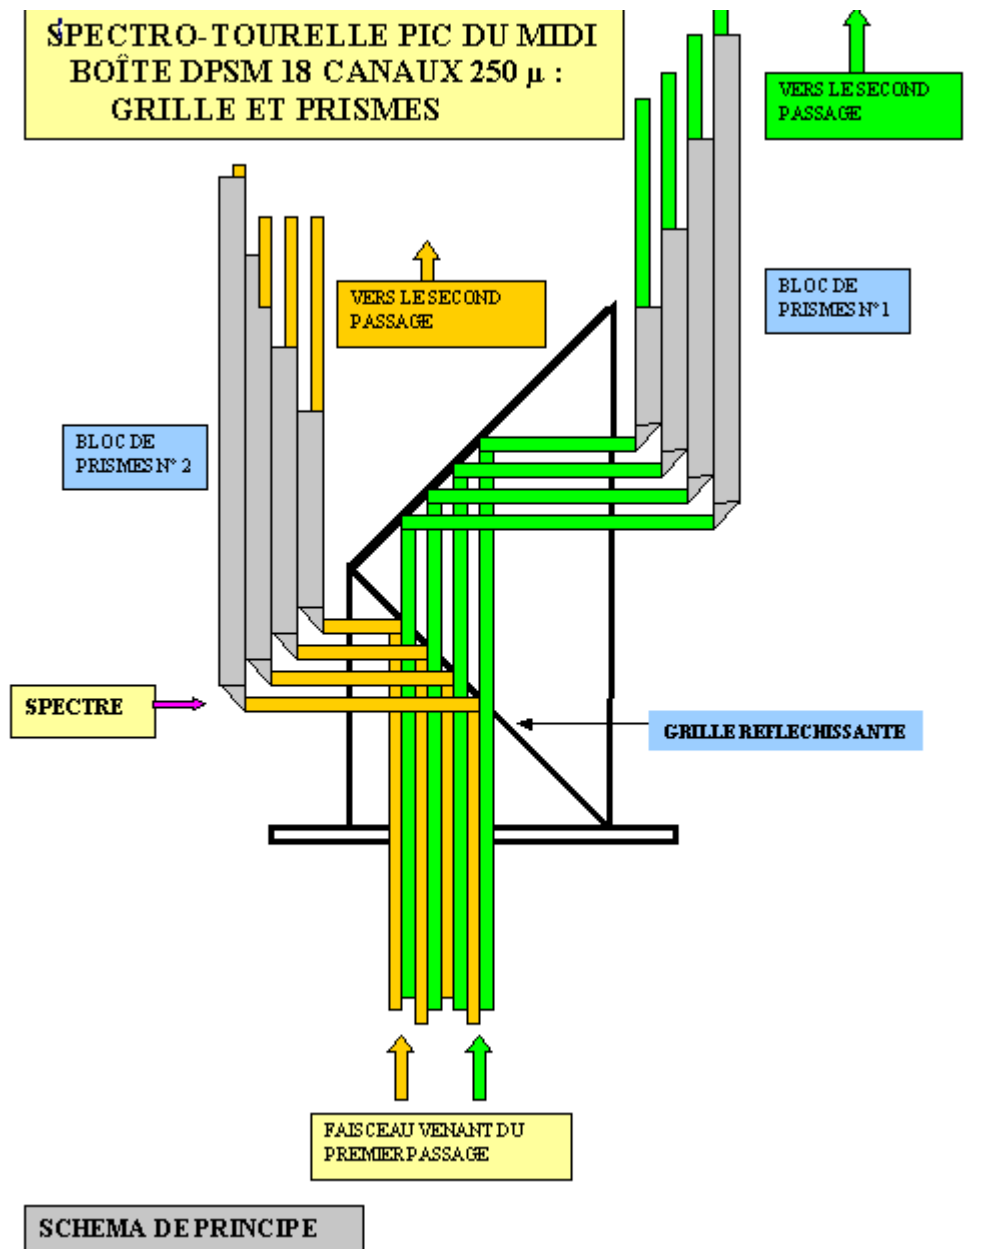 SPECTRO-TOURELLE PIC DU MIDI
BOÎTE DPSM 18 CANAUX 250 µ :
GRILLE ET PRISMES
VERS LE SECOND
PASSAGE
VERS LE SECOND
PASSAGE
BLOC DE
PRISMES N°1
BLOC DE
PRISMES N° 2
SPECTRE
GRILLE REFLECHISSANTE
FAISCEAU VENANT DU
PREMIER PASSAGE
SCHEMA DE PRINCIPE